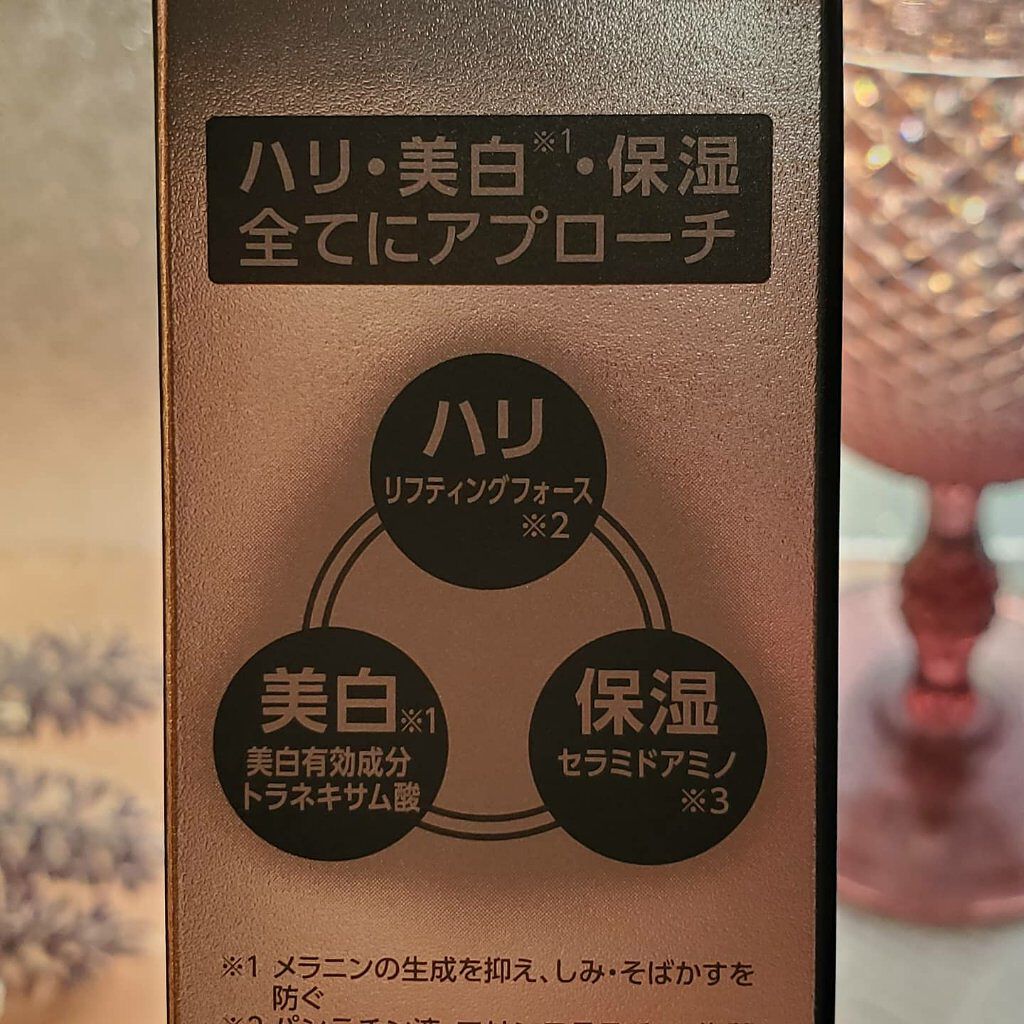 ハリ・美白※1・保湿
全てにアプローチ
ハリ
リフティングフォース
※2
美白※1
美白有効成分
トラネキサム酸
保湿
セラミドアミノ
※3
※1 メラニンの生成を抑え、しみ・そばかすを
防ぐ
※2